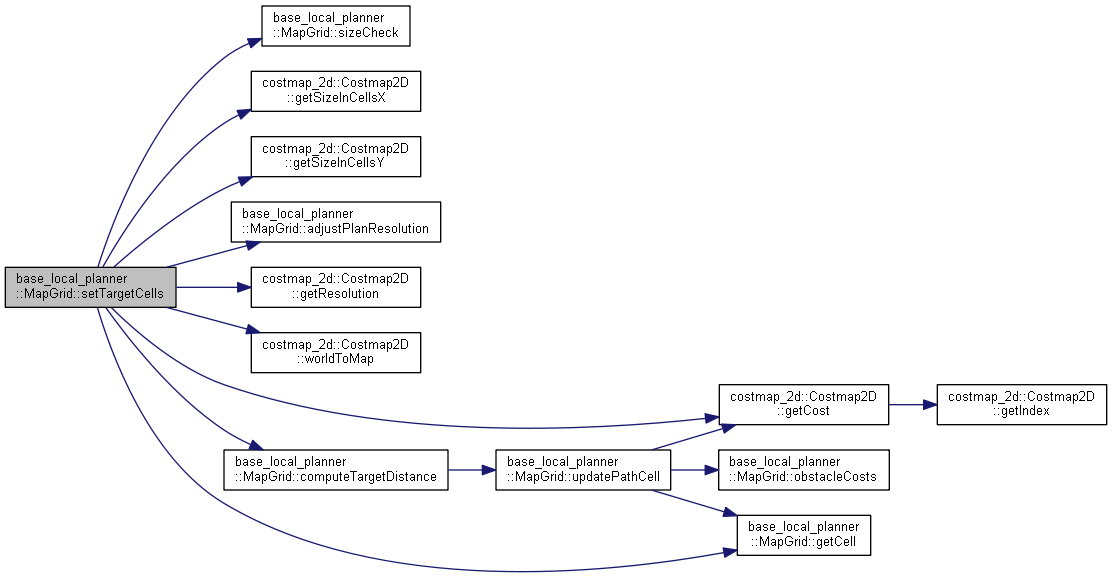 base_local_planner
::MapGrid::sizeCheck
costmap_2d::Costmap2D
::getSizeInCellsX
costmap_2d::Costmap2D
::getSizeInCellsY
base_local_planner
::MapGrid::adjustPlanResolution
base_local_planner
::MapGrid::setTargetCells
costmap_2d::Costmap2D
::getResolution
costmap_2d::Costmap2D
::worldToMap
costmap_2d::Costmap2D
::getCost
costmap_2d::Costmap2D
::getIndex
base_local_planner
::MapGrid::computeTargetDistance
base_local_planner
::MapGrid::updatePathCell
base_local_planner
::MapGrid::obstacleCosts
base_local_planner
::MapGrid::getCell